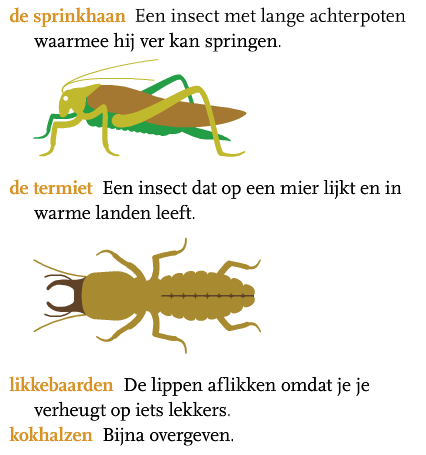 de sprinkhaan Een insect met lange achterpoten
waarmee hij ver kan springen.
de termiet Een insect dat op een mier lijkt en in
warme landen leeft.
likkebaarden De lippen aflikken omdat je je
verheugt op iets lekkers.
kokhalzen Bijna overgeven.